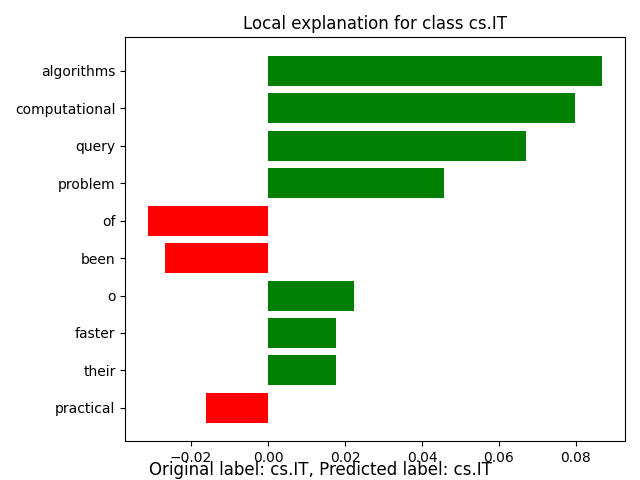 Local explanation for class cs.IT
algorithms
computational
query
problem
of
been
o
faster
their
practical
−0.02 0.00 0.02 0.04 0.06 0.08
Original label: cs.IT, Predicted label: cs.IT